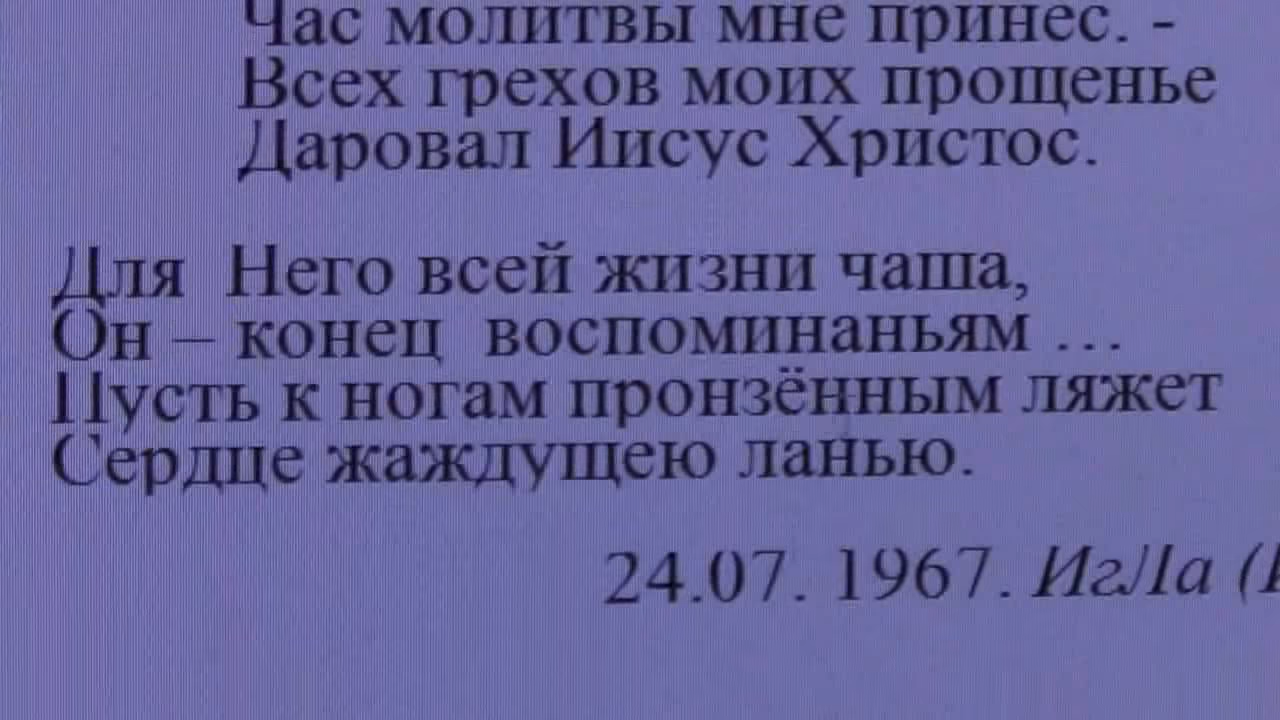 Час молитвы мне принёс. -
Всех грехов моих прощенье
Даровал Иисус Христос.
Для Него всей жизни чаша,
Он – конец воспоминаньям ...
Пусть к ногам пронзённым ляжет
Сердце жаждущею ланью.
24.07. 1967. ИгЛа (